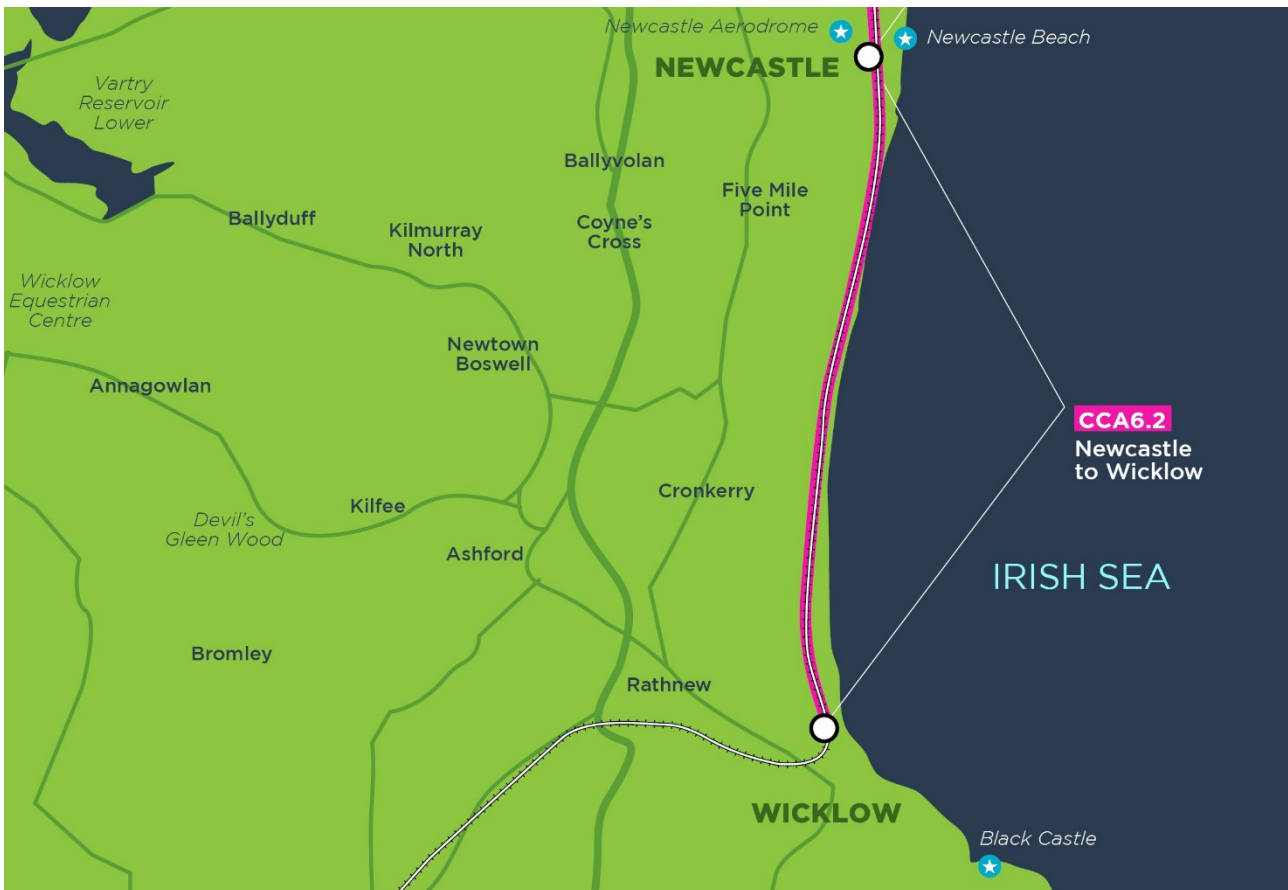 Newcastle Aerodrome
Newcastle Beach
NEWCASTLE
Vartry
Reservoir
Lower
Ballyvolan
Five Mile
Point
Ballyduff
Kilmurray
North
Coyne's
Cross
Wicklow
Equestrian
Centre
Newtown
Boswell
Annagowlan
CCA6.2
Newcastle
to Wicklow
Cronkerry
Kilfee
Devil's
Gleen Wood
Ashford
IRISH SEA
Bromley
Rathnew
WICKLOW
Black Castle